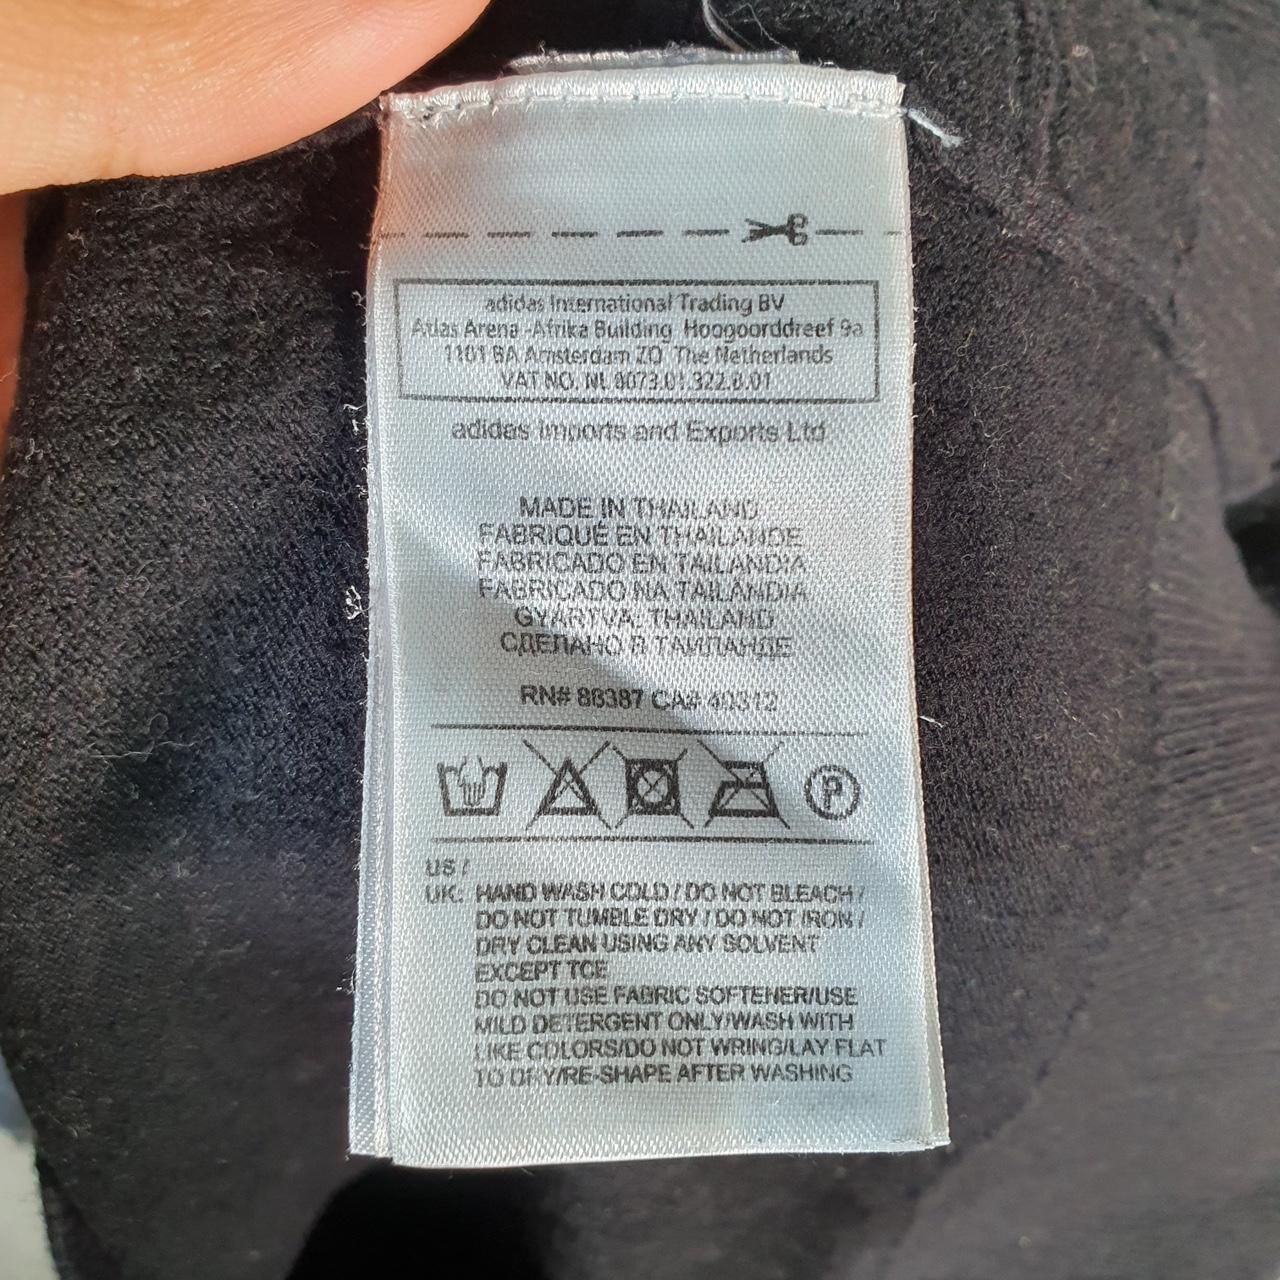 adidas International Trading BV
Atlas Arena -Afrika Building Hoogoorddreef 9a
1101 BA Amsterdam ZO The Netherlands
VAT NO. NL 8073.01.322.B.01
adidas Imports and Exports Ltd
MADE IN THAILAND
FABRIQUÉ EN THAÏLANDE
FABRICADO EN TAILANDIA
FABRICADO NA TAILÂNDIA
GYÁRTVA: THAILAND
СДЕЛАНО В ТАИЛАНДЕ
RN# 88387 CA# 40312
P
US /
UK: HAND WASH COLD / DO NOT BLEACH /
DO NOT TUMBLE DRY / DO NOT IRON /
DRY CLEAN USING ANY SOLVENT
EXCEPT TCE
DO NOT USE FABRIC SOFTENER/USE
MILD DETERGENT ONLY/WASH WITH
LIKE COLORS/DO NOT WRING/LAY FLAT
TO DRY/RE-SHAPE AFTER WASHING